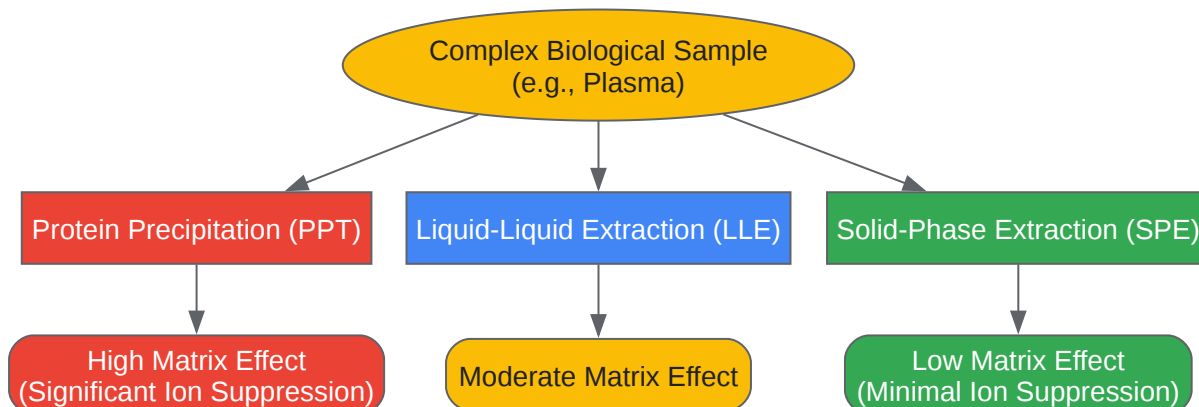 Complex Biological Sample
(e.g., Plasma)
Protein Precipitation (PPT)
Liquid-Liquid Extraction (LLE)
Solid-Phase Extraction (SPE)
High Matrix Effect
(Significant Ion Suppression)
Moderate Matrix Effect
Low Matrix Effect
(Minimal Ion Suppression)